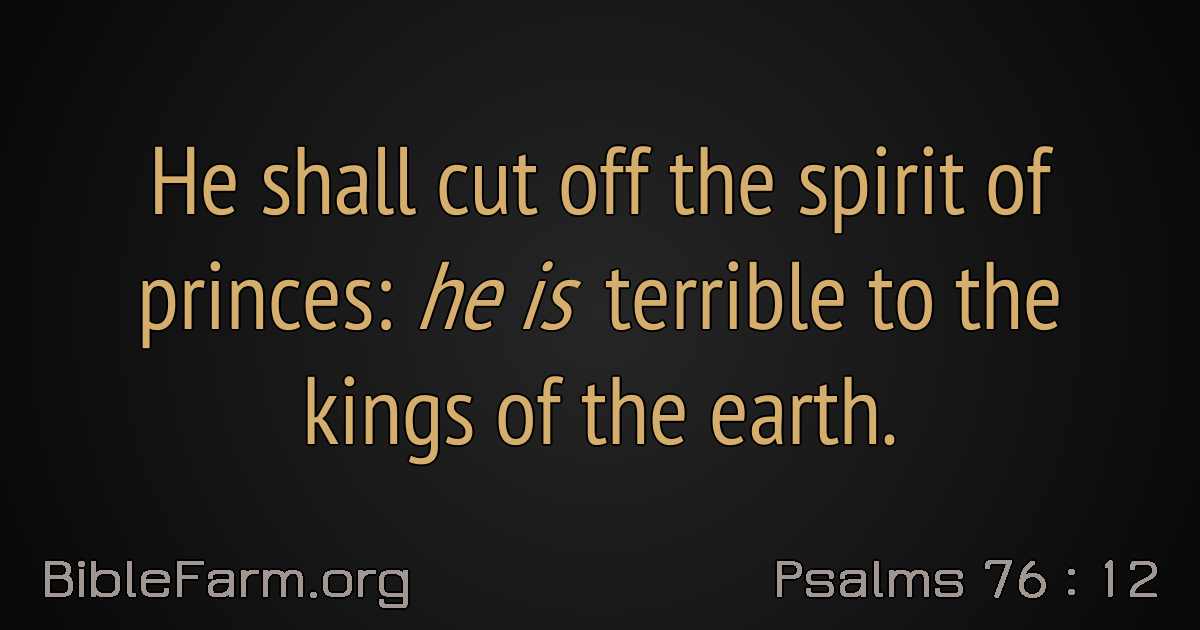 He shall cut off the spirit of
princes: he is terrible to the
kings of the earth.
BibleFarm.org
Psalms 76 : 12